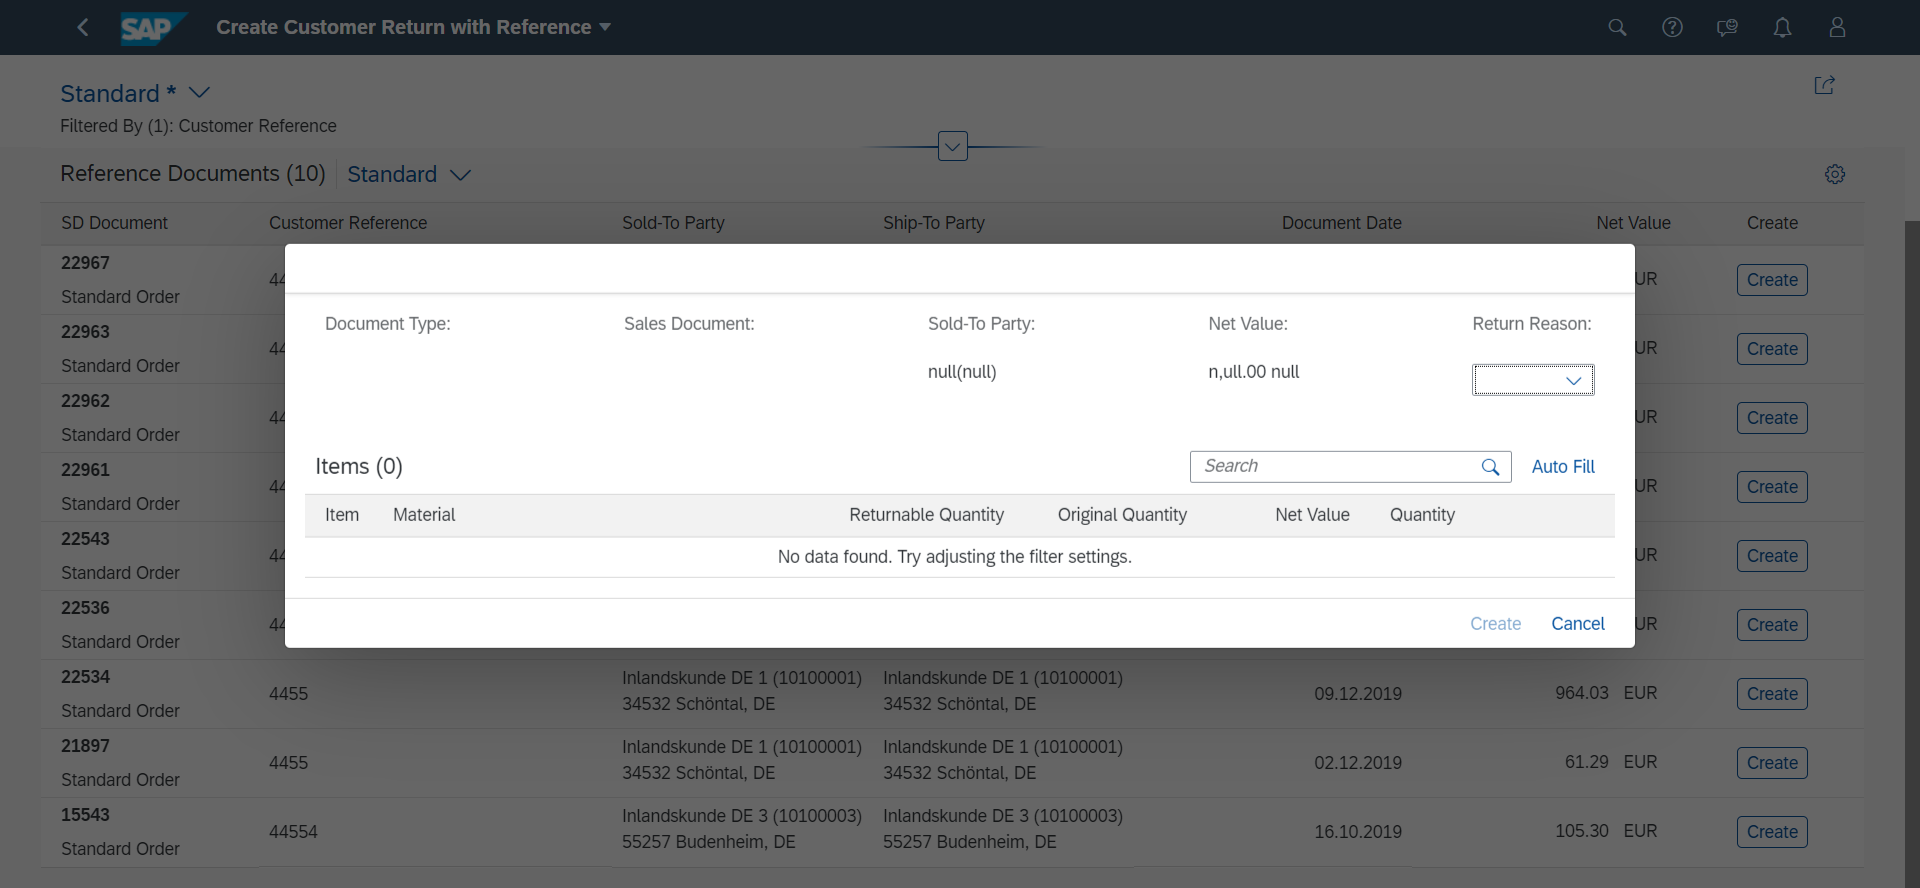 SAP Create Customer Return with Reference
Standard *
Filtered By (1): Customer Reference
Reference Documents (10) Standard
SD Document Customer Reference Sold-To Party Ship-To Party Document Date Net Value Create
22967
Standard Order
44
UR
Create
22963
Standard Order
44
UR
Create
22962
Standard Order
44
UR
Create
22961
Standard Order
44
UR
Create
22543
Standard Order
44
UR
Create
22536
Standard Order
44
UR
Create
Document Type: Sales Document: Sold-To Party: Net Value: Return Reason:
null(null) n,ull.00 null
Items (0) Search Auto Fill
Item Material Returnable Quantity Original Quantity Net Value Quantity
No data found. Try adjusting the filter settings.
Create Cancel
22534
Standard Order
4455
Inlandskunde DE 1 (10100001)
34532 Schöntal, DE
Inlandskunde DE 1 (10100001)
34532 Schöntal, DE
09.12.2019
964.03 EUR
Create
21897
Standard Order
4455
Inlandskunde DE 1 (10100001)
34532 Schöntal, DE
Inlandskunde DE 1 (10100001)
34532 Schöntal, DE
02.12.2019
61.29 EUR
Create
15543
Standard Order
44554
Inlandskunde DE 3 (10100003)
55257 Budenheim, DE
Inlandskunde DE 3 (10100003)
55257 Budenheim, DE
16.10.2019
105.30 EUR
Create